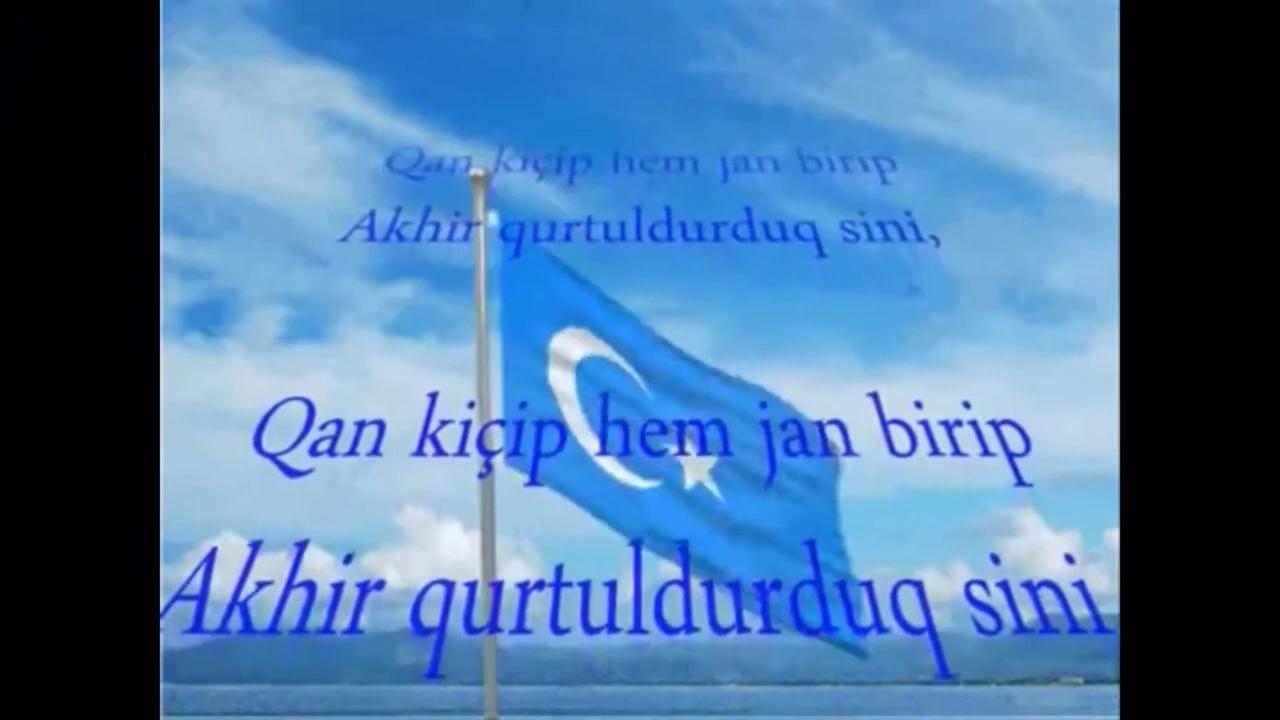 Qan kiçip hem jan birip
Akhir qurtuldurduq sini,
Qan kiçip hem jan birip
Akhir qurtuldurduq sini